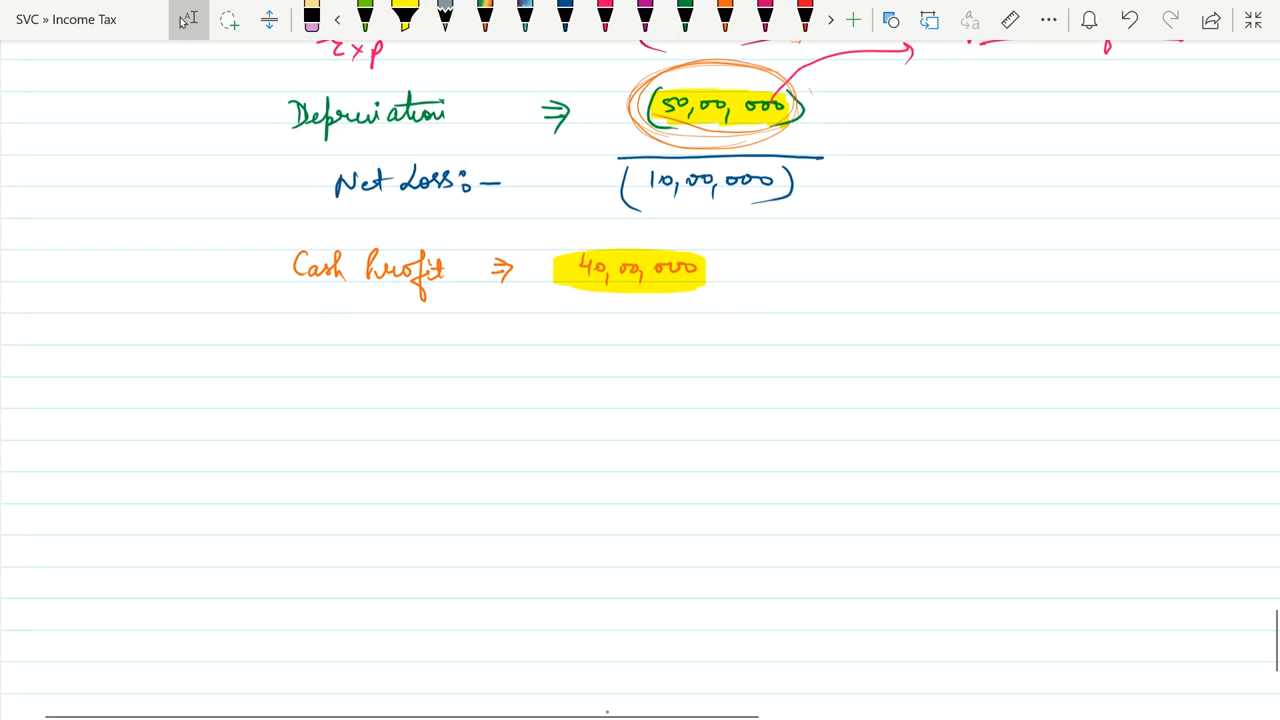 SVC » Income Tax
Exp
Depreciation ⇒ (50,00,000)
Net Loss:- (10,00,000)
Cash Profit ⇒ 40,00,000